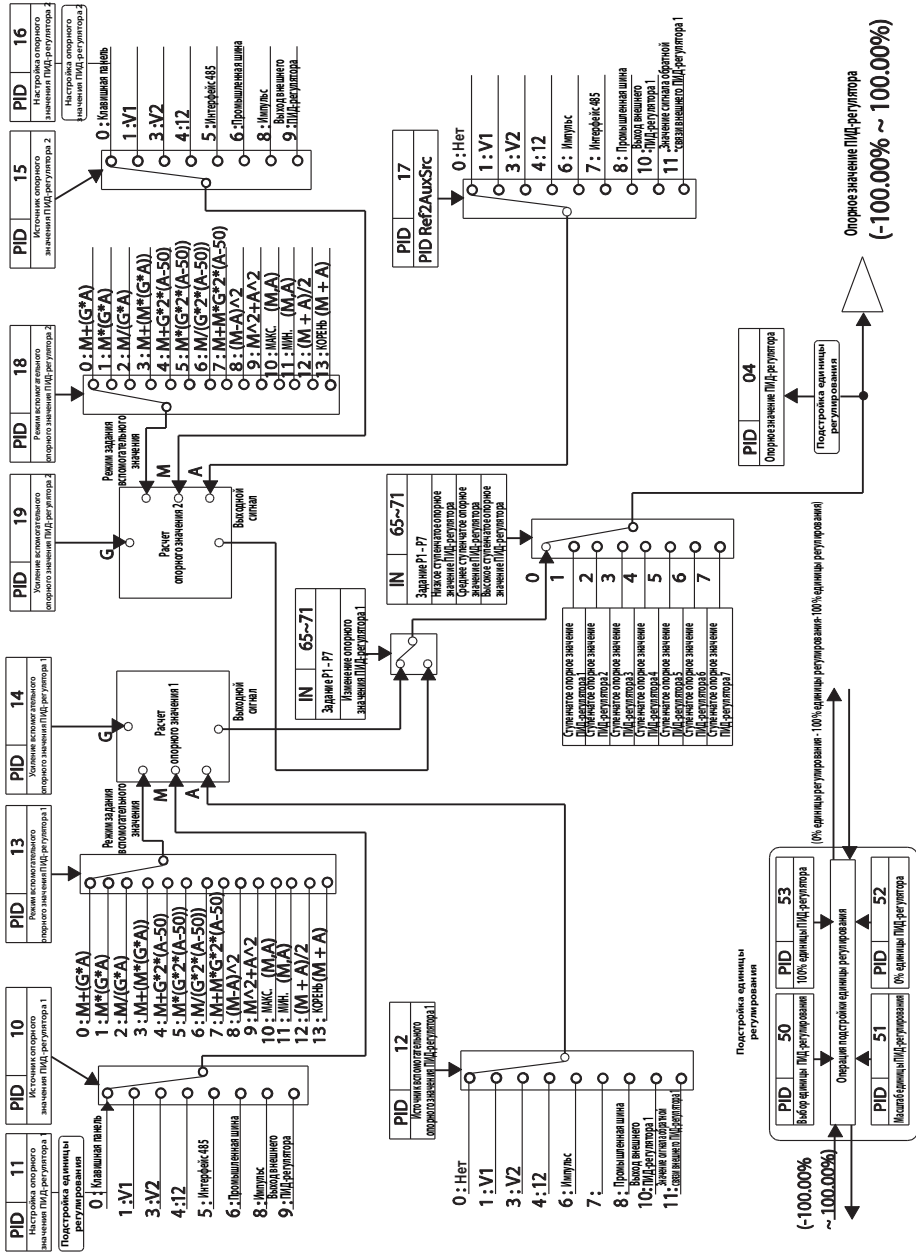 PID 11
Настройка опорного
значения ПИД-регулятора 1
Подстройка единицы
регулирования
PID 10
Источник опорного
значения ПИД-регулятора 1
0 : Клавишная панель
1 :V1
3 :V2
4 :12
5 : Интерфейс 485
6 :Промышленная шина
8 :Импульс
Выход внешнего
9 :ПИД-регулятора
PID 13
Режим вспомогательного
опорного значения ПИД-регулятора 1
0 : M+(G*A)
1 : M*(G*A)
2 : M/(G*A)
3 : M+(M*(G*A))
4 : M+G*2*(A-50)
5 : M*(G*2*(A-50))
6 : M/(G*2*(A-50))
7 : M+M*G*2*(A-50)
8 : (M-A)^2
9 : M^2+A^2
10 : МАКС. (M,A)
11 : МИН. (M,A)
12 : (M + A)/2
13 : КОРЕНЬ(M + A)
PID 14
Усиление вспомогательного
опорного значения ПИД-регулятора 1
Режим задания
вспомогательного
значения
G
M
A
Расчет
опорного значения 1
Выходной
сигнал
PID 12
Источник вспомогательного
опорного значения ПИД-регулятора1
0 : Нет
1 : V1
3 : V2
4 : 12
6 : Импульс
7 :
8 : Промышленная шина
Выход внешнего
10: ПИД-регулятора 1
Значение сигнала обратной
11: связи внешнего ПИД-регулятора 1
PID 19
Усиление вспомогательного
опорного значения ПИД-регулятора 2
PID 18
Режим вспомогательного
опорного значения ПИД-регулятора 2
0 : M+(G*A)
1 : M*(G*A)
2 : M/(G*A)
3 : M+(M*(G*A))
4 : M+G*2*(A-50)
5 : M*(G*2*(A-50))
6 : M/(G*2*(A-50))
7 : M+M*G*2*(A-50)
8 : (M-A)^2
9 : M^2+A^2
10 : МАКС. (M,A)
11 : МИН. (M,A)
12 : (M + A)/2
13 : КОРЕНЬ (M + A)
PID 15
Источник опорного
значения ПИД-регулятора 2
PID 16
Настройка опорного
значения ПИД-регулятора 2
Настройка опорного
значения ПИД-регулятора 2
0 : Клавишная панель
1 :V1
3 :V2
4 :12
5 :Интерфейс 485
6 :Промышленная шина
8 :Импульс
Выход внешнего
9 :ПИД-регулятора
Режим задания
вспомогательного
значения
G
M
A
Расчет
опорного значения 2
Выходной
сигнал
PID 17
PID Ref2AuxSrc
0 : Нет
1 : V1
3 : V2
4 : 12
6 : Импульс
7 : Интерфейс 485
8 : Промышленная шина
Выход внешнего
10: ПИД-регулятора 1
Значение сигнала обратной
11 : связи внешнего ПИД-регулятора 1
IN 65~71
Задание P1 – P7
Изменение опорного
значения ПИД-регулятора 1
IN 65~71
Задание P1 – P7
Низкое ступенчатое опорное
значение ПИД-регулятора
Среднее ступенчатое опорное
значение ПИД-регулятора
Высокое ступенчатое опорное
значение ПИД-регулятора
0
1
2
3
4
5
6
7
Ступенчатое опорное значение
ПИД-регулятора1
Ступенчатое опорное значение
ПИД-регулятора2
Ступенчатое опорное значение
ПИД-регулятора3
Ступенчатое опорное значение
ПИД-регулятора4
Ступенчатое опорное значение
ПИД-регулятора5
Ступенчатое опорное значение
ПИД-регулятора6
Ступенчатое опорное значение
ПИД-регулятора7
PID 04
Опорное значение ПИД-регулятора
Подстройка единицы
регулирования
Опорное значение ПИД-регулятора
(-100.00% ~ 100.00%)
Подстройка единицы
регулирования
PID 50
Выбор единицы ПИД-регулирования
PID 53
100% единицы ПИД-регулятора
Операция подстройки единицы регулирования
PID 51
Масштаб единицы ПИД-регулирования
PID 52
0% единицы ПИД-регулятора
(-100.00%
~ 100.00%)
(0% единицы регулирования - 100% единицы регулирования-100% единицы регулирования)